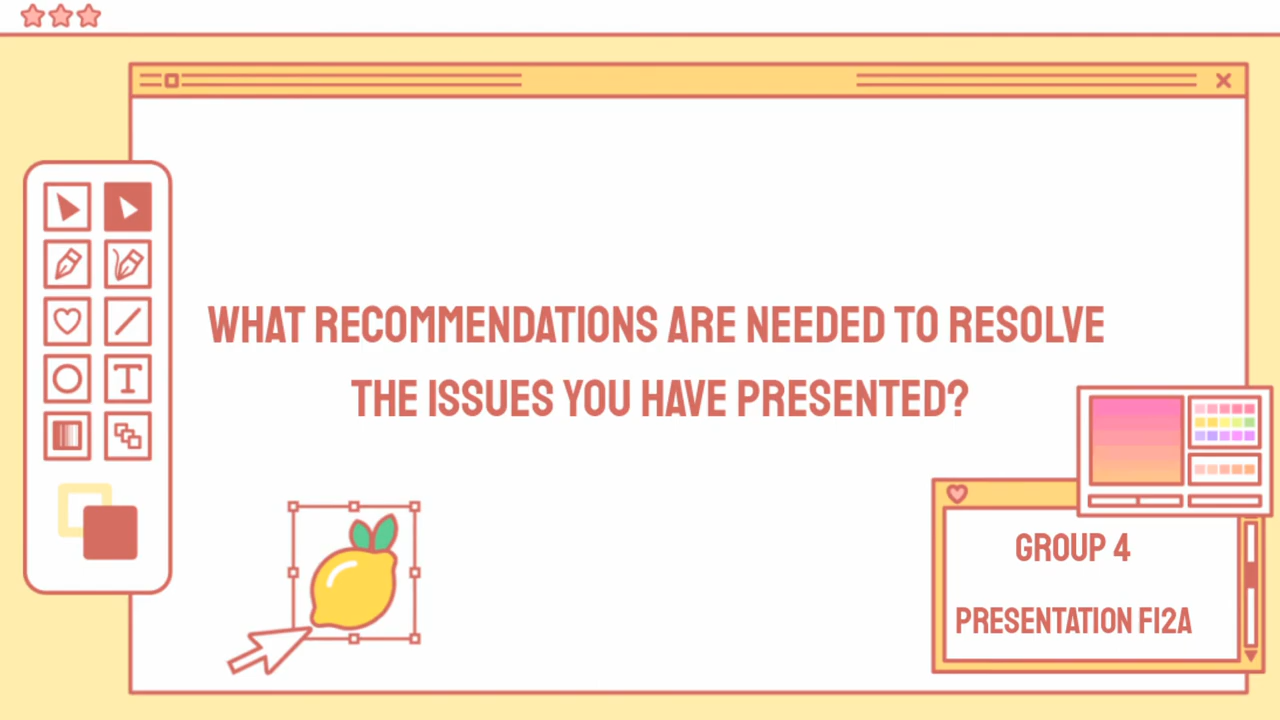 WHAT RECOMMENDATIONS ARE NEEDED TO RESOLVE
THE ISSUES YOU HAVE PRESENTED?
GROUP 4
PRESENTATION FI2A